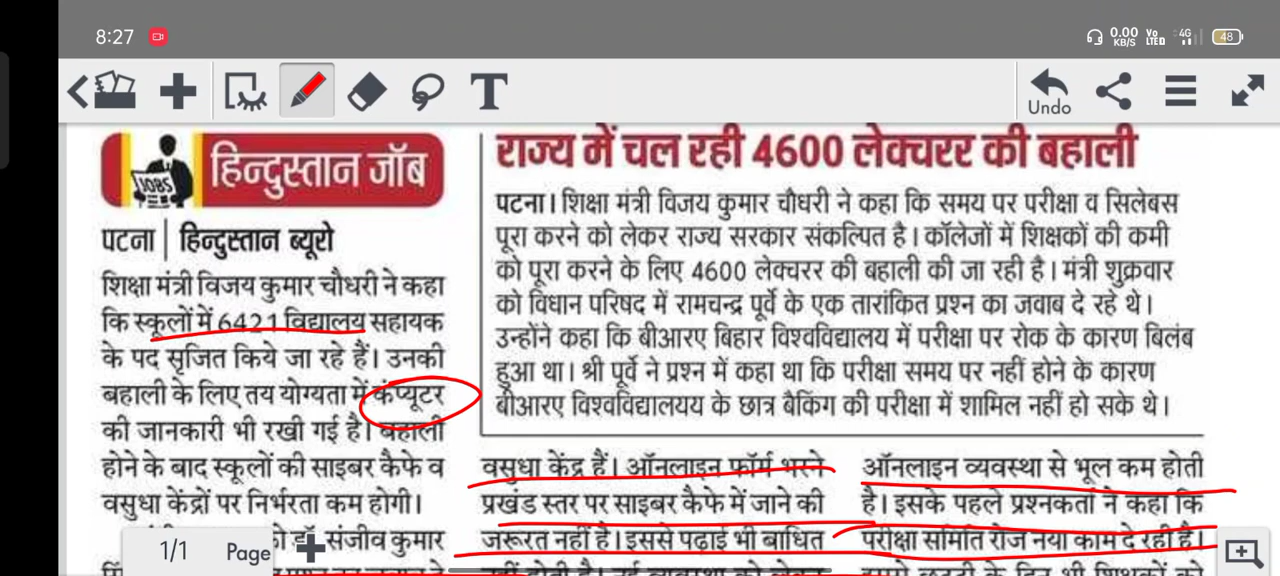 8:27
0.00 KB/S
Vo LTED
4G
48
T
Undo
JOBS
हिन्दुस्तान जॉब
पटना | हिन्दुस्तान ब्यूरो
शिक्षा मंत्री विजय कुमार चौधरी ने कहा
कि स्कूलों में 6421 विद्यालय सहायक
के पद सृजित किये जा रहे हैं। उनकी
बहाली के लिए तय योग्यता में कंप्यूटर
की जानकारी भी रखी गई है। बहाली
होने के बाद स्कूलों की साइबर कैफे व
वसुधा केंद्रों पर निर्भरता कम होगी।
को डॉ. संजीव कुमार
राज्य में चल रही 4600 लेक्चरर की बहाली
पटना। शिक्षा मंत्री विजय कुमार चौधरी ने कहा कि समय पर परीक्षा व सिलेबस
पूरा करने को लेकर राज्य सरकार संकल्पित है। कॉलेजों में शिक्षकों की कमी
को पूरा करने के लिए 4600 लेक्चरर की बहाली की जा रही है। मंत्री शुक्रवार
को विधान परिषद में रामचन्द्र पूर्वे के एक तारांकित प्रश्न का जवाब दे रहे थे।
उन्होंने कहा कि बीआरए बिहार विश्वविद्यालय में परीक्षा पर रोक के कारण बिलंब
हुआ था। श्री पूर्वे ने प्रश्न में कहा था कि परीक्षा समय पर नहीं होने के कारण
बीआरए विश्वविद्यालयय के छात्र बैकिंग की परीक्षा में शामिल नहीं हो सके थे।
वसुधा केंद्र हैं। ऑनलाइन फॉर्म भरने
प्रखंड स्तर पर साइबर कैफे में जाने की
जरूरत नहीं है। इससे पढ़ाई भी बाधित
ऑनलाइन व्यवस्था से भूल कम होती
है। इसके पहले प्रश्नकर्ता ने कहा कि
परीक्षा समिति रोज नया काम दे रही है।
1/1 Page